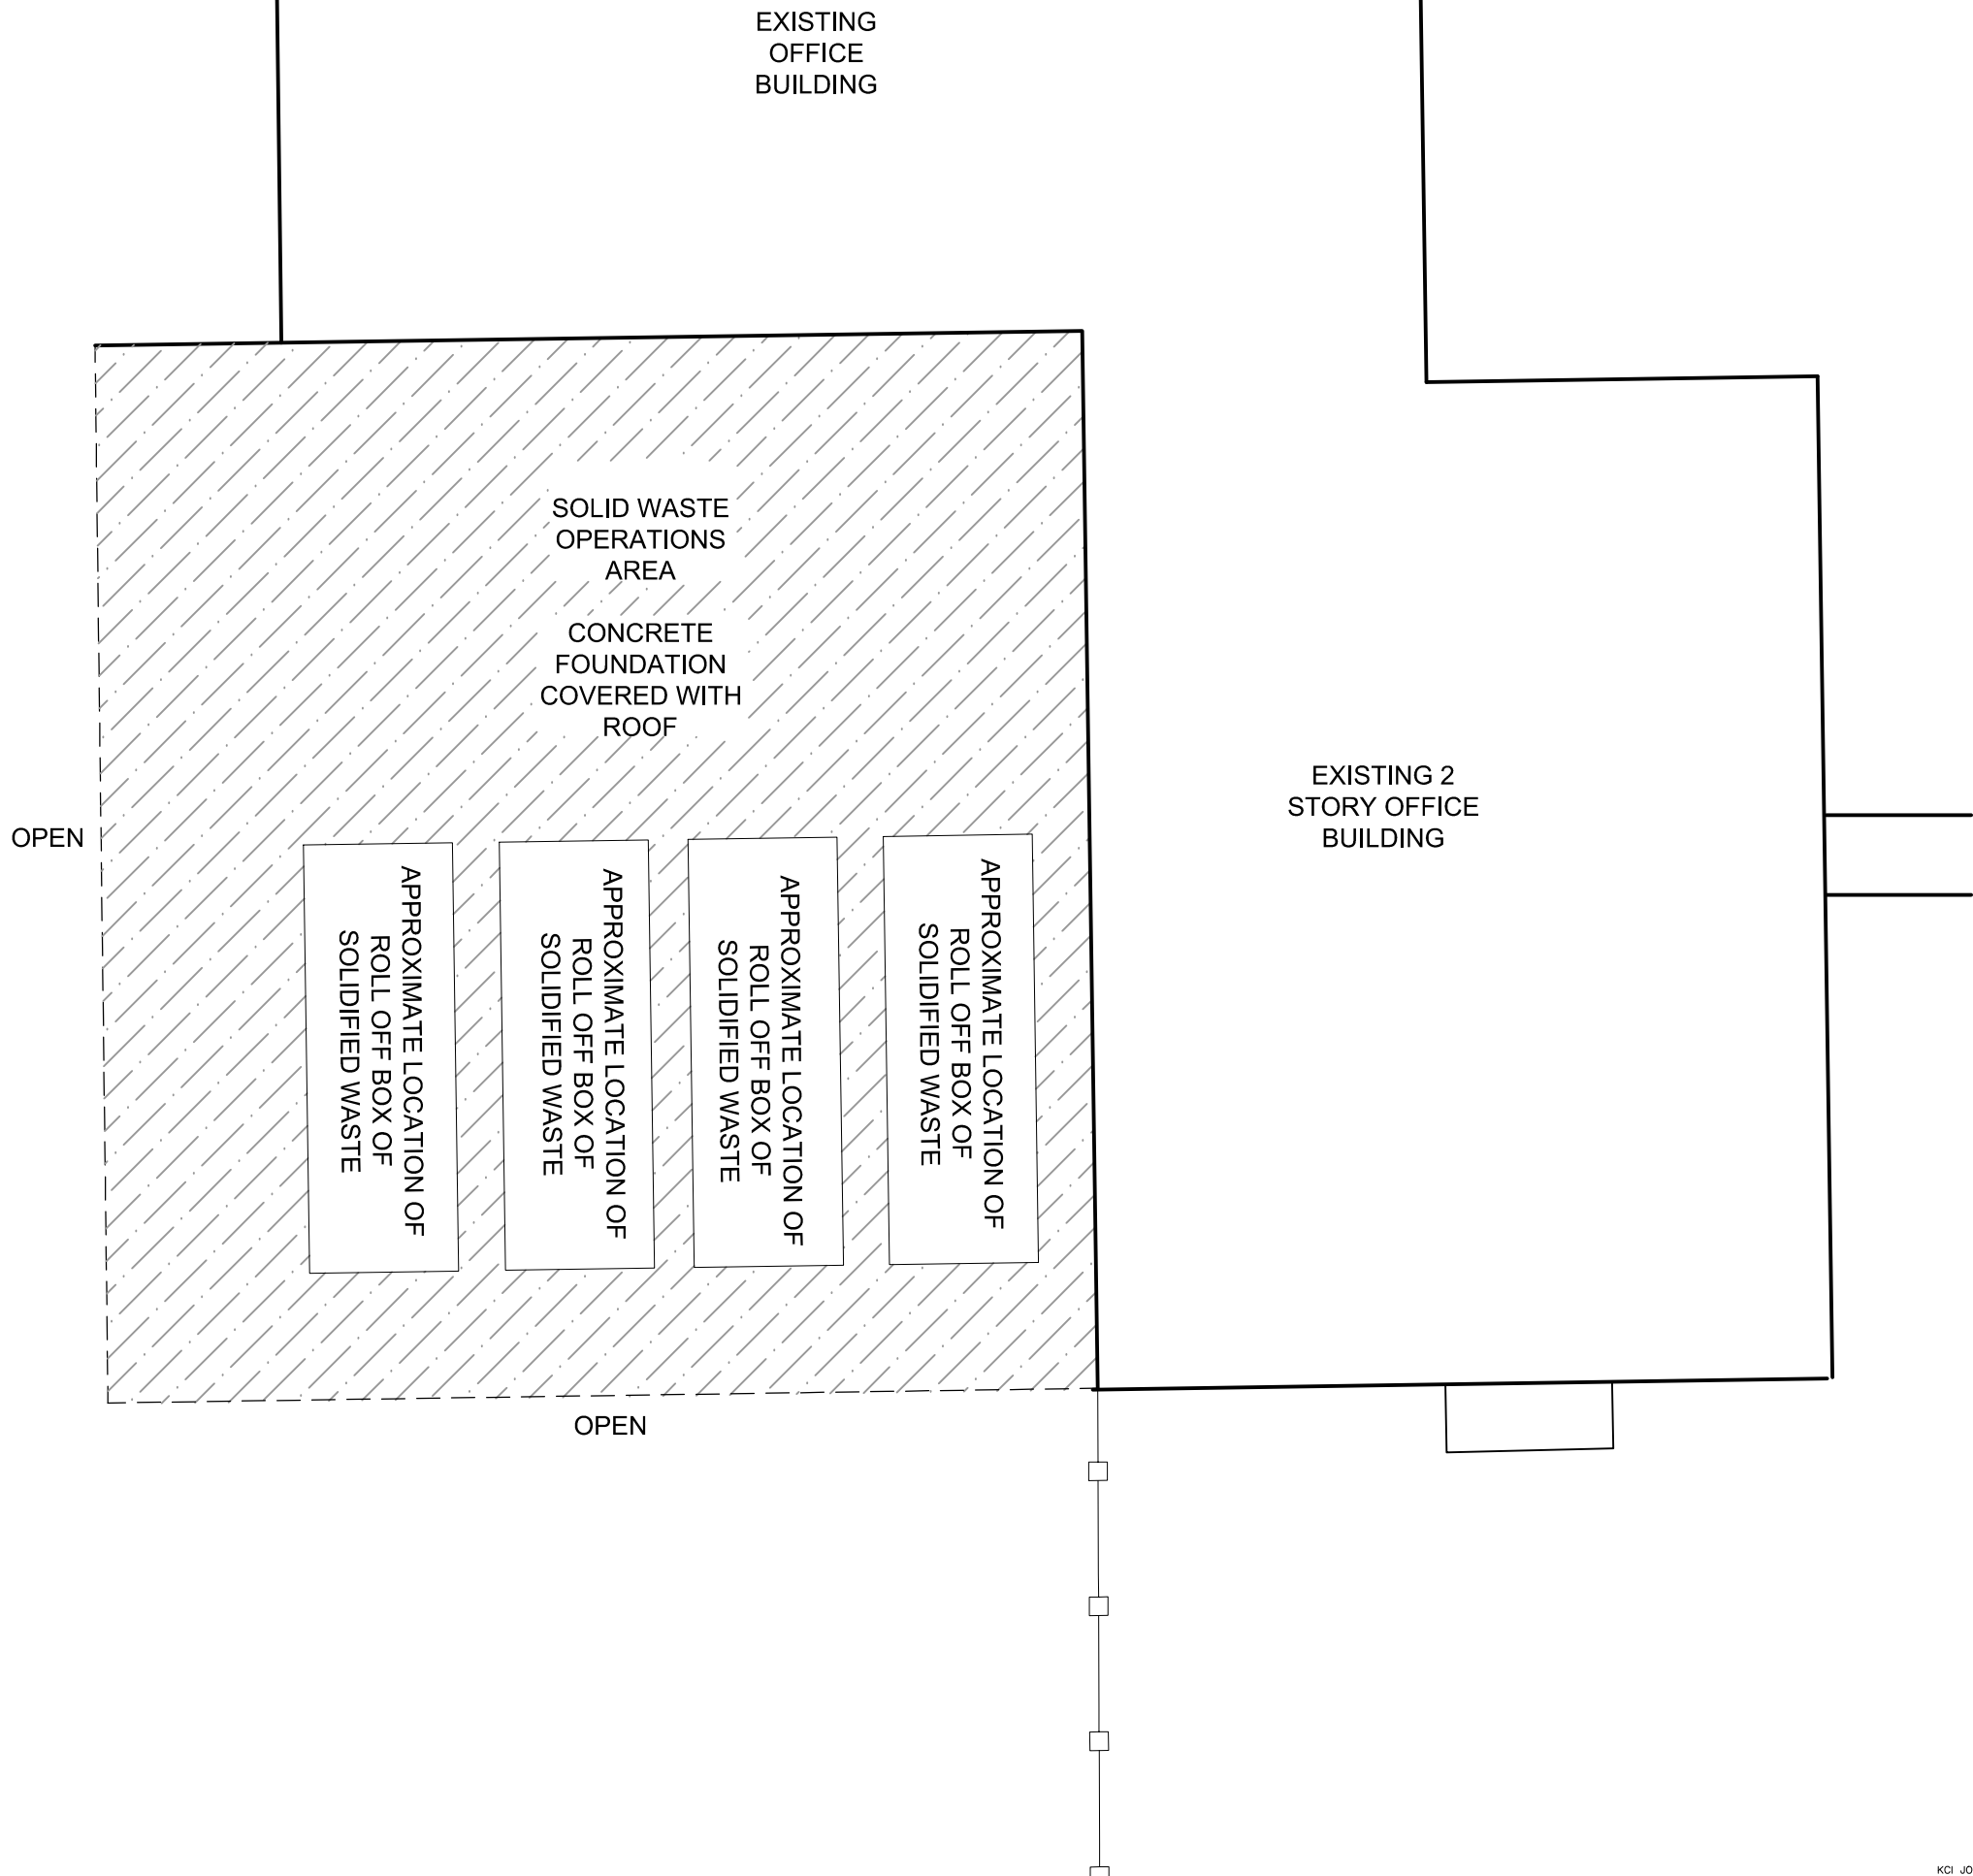 EXISTING
OFFICE
BUILDING
SOLID WASTE
OPERATIONS
AREA
CONCRETE
FOUNDATION
COVERED WITH
ROOF
EXISTING 2
STORY OFFICE
BUILDING
OPEN
APPROXIMATE LOCATION OF
ROLL OFF BOX OF
SOLIDIFIED WASTE
APPROXIMATE LOCATION OF
ROLL OFF BOX OF
SOLIDIFIED WASTE
APPROXIMATE LOCATION OF
ROLL OFF BOX OF
SOLIDIFIED WASTE
APPROXIMATE LOCATION OF
ROLL OFF BOX OF
SOLIDIFIED WASTE
OPEN
KCI JO